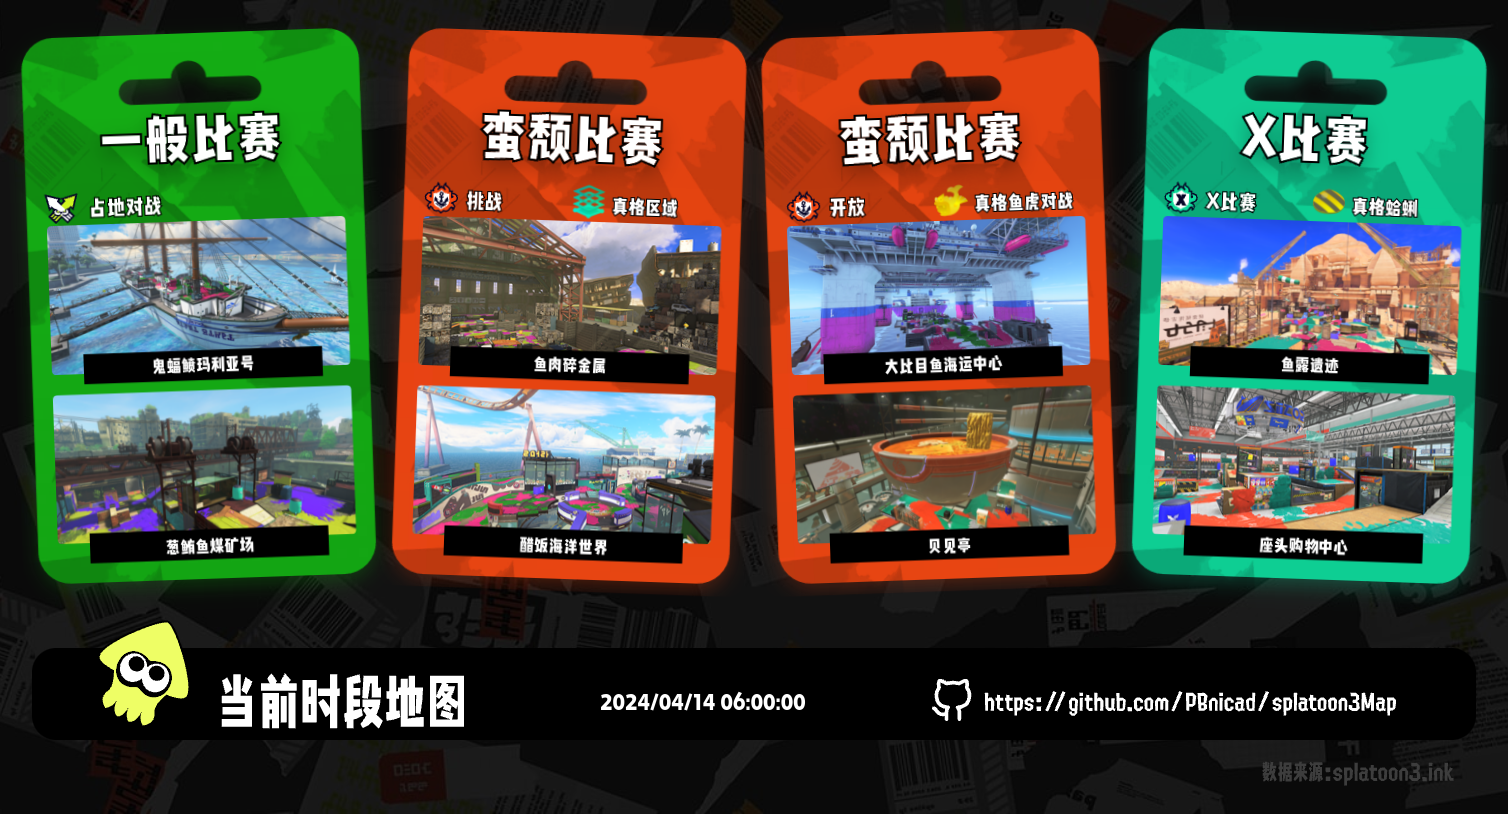 一般比赛
占地对战
鬼蝠鲼玛利亚号
葱鲔鱼煤矿场
蛮颓比赛
挑战
真格区域
鱼肉碎金属
醋饭海洋世界
蛮颓比赛
开放
真格鱼虎对战
大比目鱼海运中心
贝见亭
X比赛
X比赛
真格蛤蜊
鱼露遗迹
座头购物中心
当前时段地图
2024/04/14 06:00:00
https://github.com/PBnicad/splatoon3Map
数据来源:splatoon3.ink